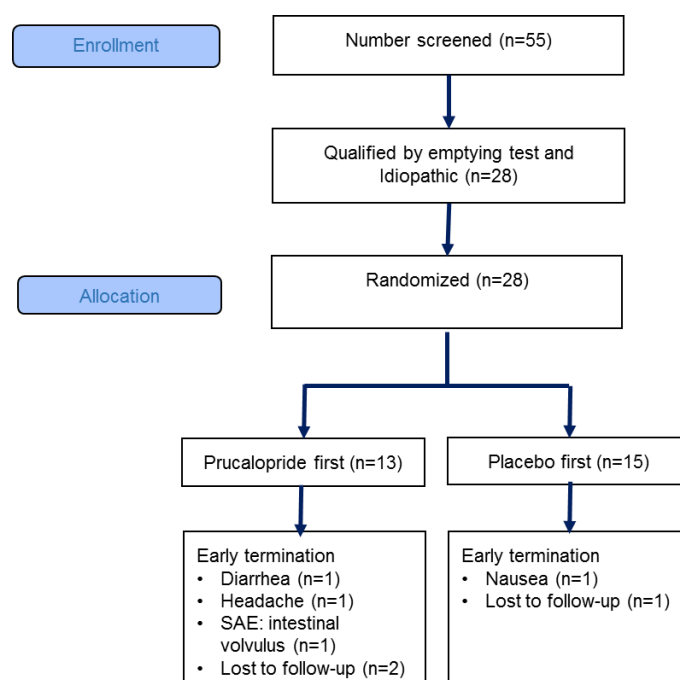 Enrollment
Number screened (n=55)
Qualified by emptying test and
Idiopathic (n=28)
Allocation
Randomized (n=28)
Prucalopride first (n=13)
Placebo first (n=15)
Early termination
• Diarrhea (n=1)
• Headache (n=1)
• SAE: intestinal
volvulus (n=1)
• Lost to follow-up (n=2)
Early termination
• Nausea (n=1)
• Lost to follow-up (n=1)